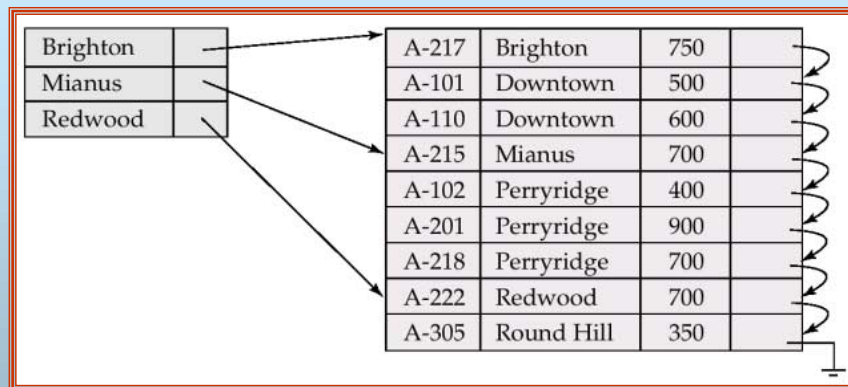 Brighton
Mianus
Redwood
A-217 Brighton 750
A-101 Downtown 500
A-110 Downtown 600
A-215 Mianus 700
A-102 Perryridge 400
A-201 Perryridge 900
A-218 Perryridge 700
A-222 Redwood 700
A-305 Round Hill 350